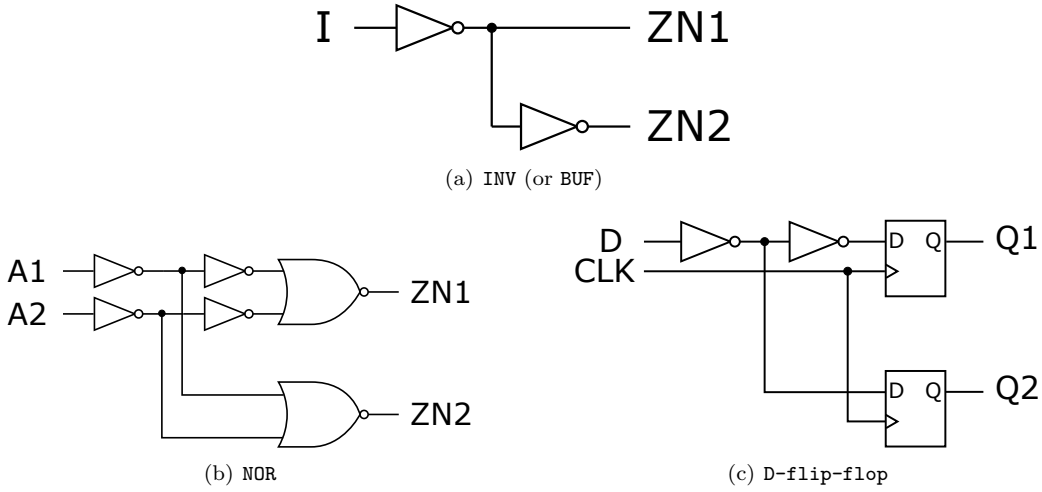 I ZN1
ZN2
(a) INV (or BUF)
A1 ZN1
A2
ZN2
(b) NOR
D D Q Q1
CLK
D Q Q2
(c) D-flip-flop